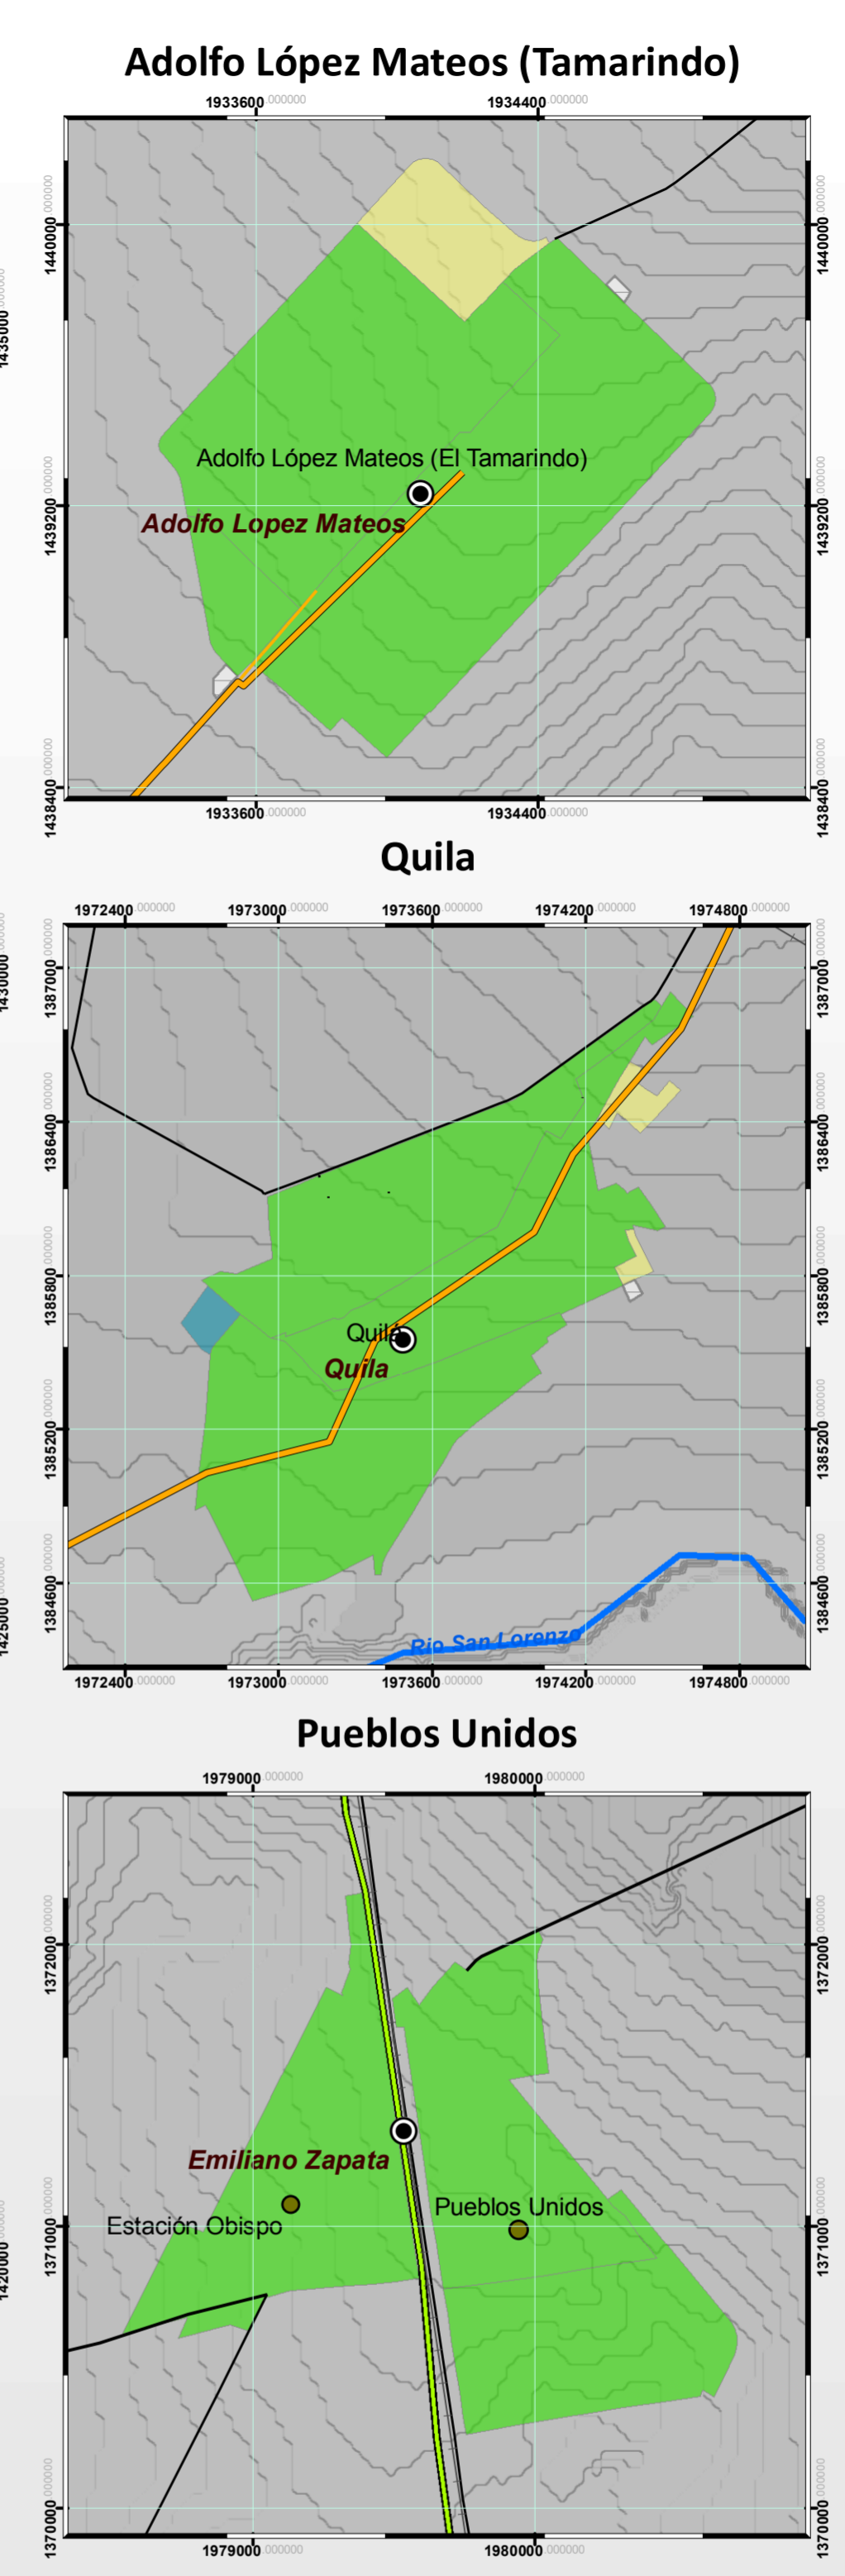 Adolfo López Mateos (Tamarindo)
1933600.000000 1934400.000000
1440000.000000 1440000.000000
1435000
Adolfo López Mateos (El Tamarindo)
Adolfo Lopez Mateos
1439200.000000 1439200.000000
1438400.000000 1438400.000000
1933600.000000 1934400.000000
Quila
1972400.000000 1973000.000000 1973600.000000 1974200.000000 1974800.000000
1430000
1387000.000000 1387000.000000
1386400.000000 1386400.000000
1385800.000000 1385800.000000
Quilá
Quila
1385200.000000 1385200.000000
1384600.000000 1384600.000000
1425000
Rio San Lorenzo
1972400.000000 1973000.000000 1973600.000000 1974200.000000 1974800.000000
Pueblos Unidos
1979000.000000 1980000.000000
1372000.000000 1372000.000000
Emiliano Zapata
Pueblos Unidos
Estación Obispo
1371000.000000 1371000.000000
1420000
1370000.000000 1370000.000000
1979000.000000 1980000.000000